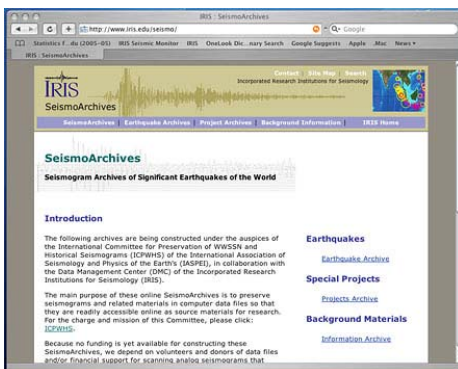 IRIS : SeismoArchives
http://www.iris.edu/seismo/
Google
Statistics F...du (2005-05) IRIS Seismic Monitor IRIS OneLook Dic...nary Search Google Suggests Apple .Mac News
IRIS : SeismoArchives
Contact | Site Map | Search
Incorporated Research Institutions for Seismology
IRIS
SeismoArchives
SeismoArchives | Earthquake Archives | Project Archives | Background Information | IRIS Home
SeismoArchives
Seismogram Archives of Significant Earthquakes of the World
Introduction
The following archives are being constructed under the auspices of
the International Committee for Preservation of WWSSN and
Historical Seismograms (ICPWHS) of the International Association of
Seismology and Physics of the Earth's (IASPEI), in collaboration with
the Data Management Center (DMC) of the Incorporated Research
Institutions for Seismology (IRIS).
The main purpose of these online SeismoArchives is to preserve
seismograms and related materials in computer data files so that
they are readily accessible online as source materials for research.
For the charge and mission of this Committee, please click:
ICPWHS.
Because no funding is yet available for constructing these
SeismoArchives, we depend on volunteers and donors of data files
and/or financial support for scanning analog seismograms that
Earthquakes
Earthquake Archive
Special Projects
Projects Archive
Background Materials
Information Archive